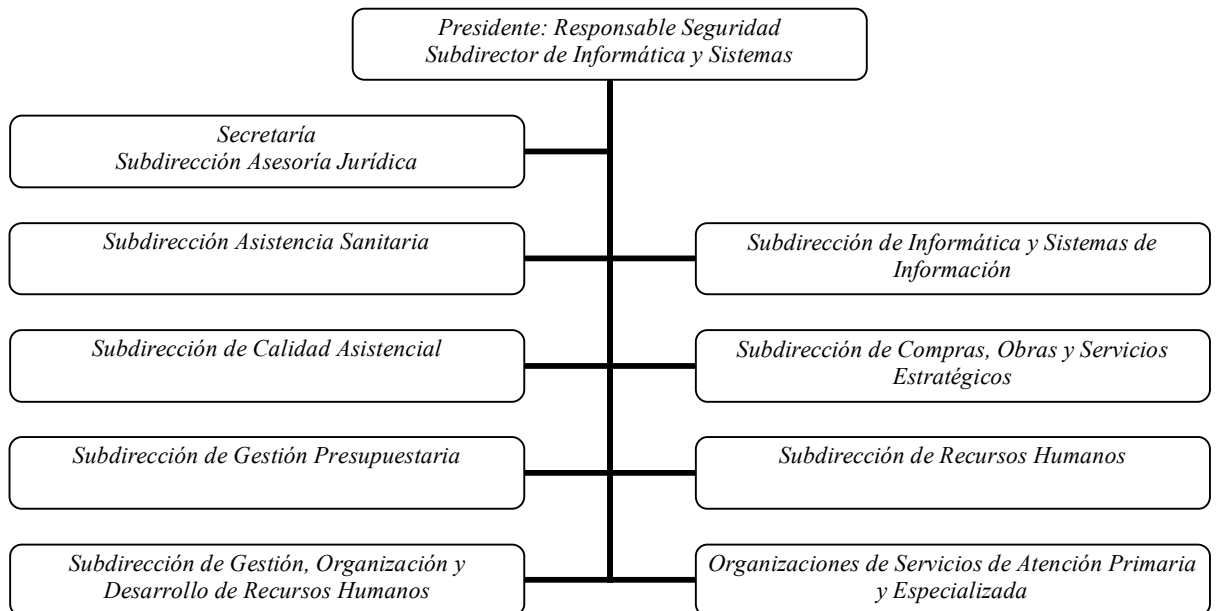 Presidente: Responsable Seguridad
Subdirector de Informática y Sistemas
Secretaría
Subdirección Asesoría Jurídica
Subdirección Asistencia Sanitaria
Subdirección de Informática y Sistemas de
Información
Subdirección de Calidad Asistencial
Subdirección de Compras, Obras y Servicios
Estratégicos
Subdirección de Gestión Presupuestaria
Subdirección de Recursos Humanos
Subdirección de Gestión, Organización y
Desarrollo de Recursos Humanos
Organizaciones de Servicios de Atención Primaria
y Especializada